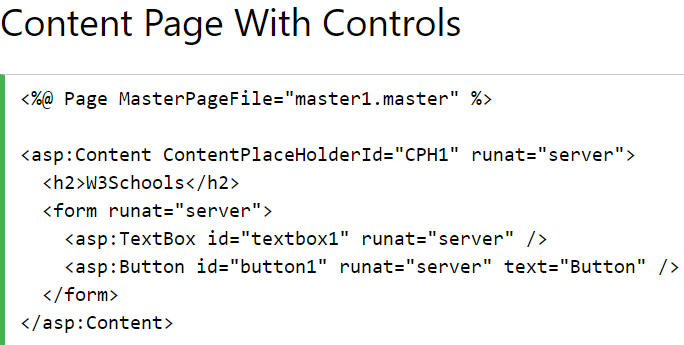 Content Page With Controls
<%@ Page MasterPageFile="master1.master" %>
<asp:Content ContentPlaceHolderId="CPH1" runat="server">
<h2>W3Schools</h2>
<form runat="server">
<asp:TextBox id="textbox1" runat="server" />
<asp:Button id="button1" runat="server" text="Button" />
</form>
</asp:Content>